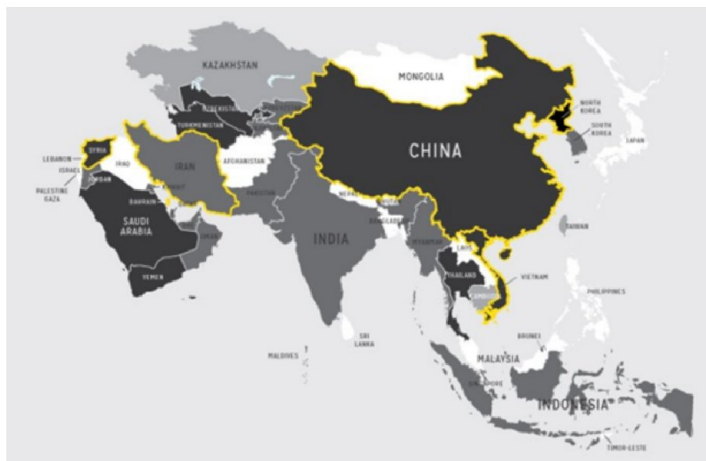 KAZAKHSTAN
MONGOLIA
UZBEKISTAN
TURKMENISTAN
NORTH
KOREA
SOUTH
KOREA
JAPAN
CHINA
SYRIA
LEBANON
ISRAEL
IRAQ
IRAN
AFGHANISTAN
JORDAN
PALESTINE
GAZA
KUWAIT
PAKISTAN
NEPAL
BAHRAIN
SAUDI
ARABIA
OMAN
INDIA
BANGLADESH
MYANMAR
LAOS
TAIWAN
YEMEN
THAILAND
VIETNAM
CAMBODIA
PHILIPPINES
SRI
LANKA
MALDIVES
BRUNEI
MALAYSIA
SINGAPORE
INDONESIA
TIMOR-LESTE